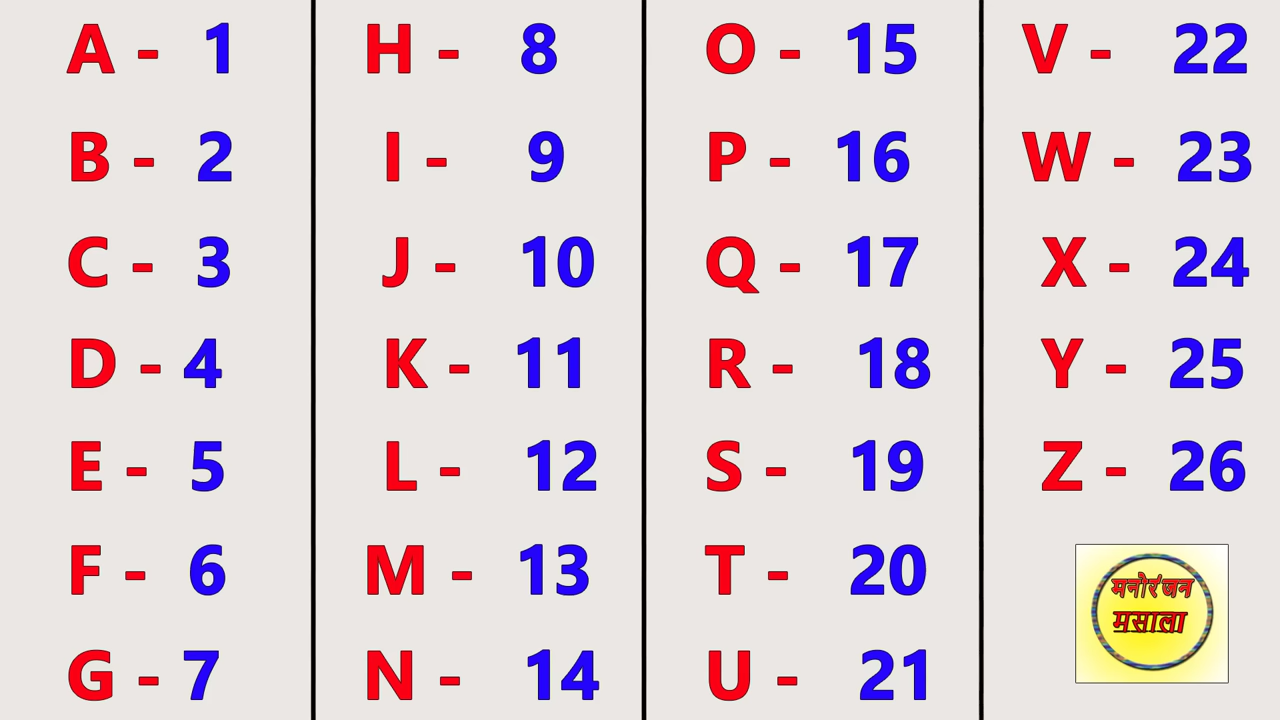 A - 1
B - 2
C - 3
D - 4
E - 5
F - 6
G - 7
H - 8
I - 9
J - 10
K - 11
L - 12
M - 13
N - 14
O - 15
P - 16
Q - 17
R - 18
S - 19
T - 20
U - 21
V - 22
W - 23
X - 24
Y - 25
Z - 26
मनोरंजन
मसाला